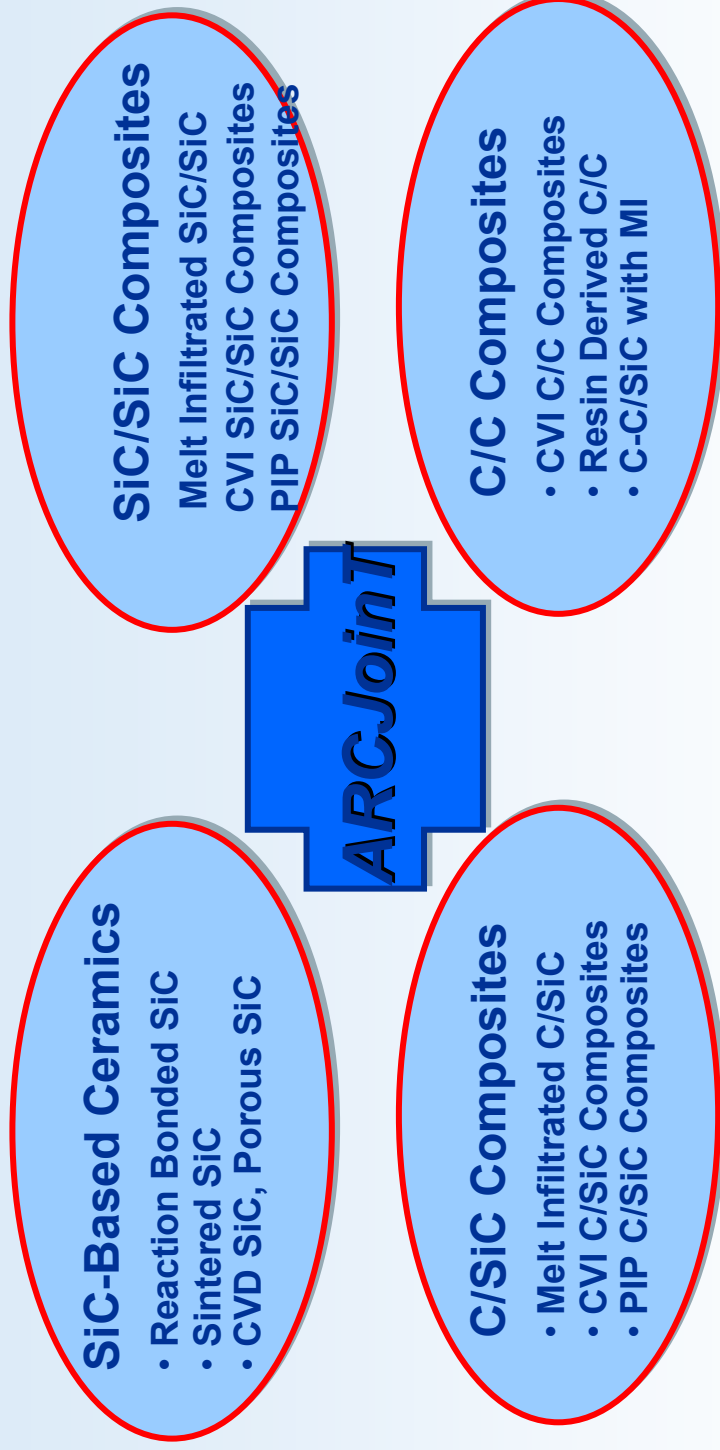 SiC-Based Ceramics
• Reaction Bonded SiC
• Sintered SiC
• CVD SiC, Porous SiC
SiC/SiC Composites
Melt Infiltrated SiC/SiC
CVI SiC/SiC Composites
PIP SiC/SiC Composites
ARCJoinT
C/SiC Composites
• Melt Infiltrated C/SiC
• CVI C/SiC Composites
• PIP C/SiC Composites
C/C Composites
• CVI C/C Composites
• Resin Derived C/C
• C-C/SiC with MI